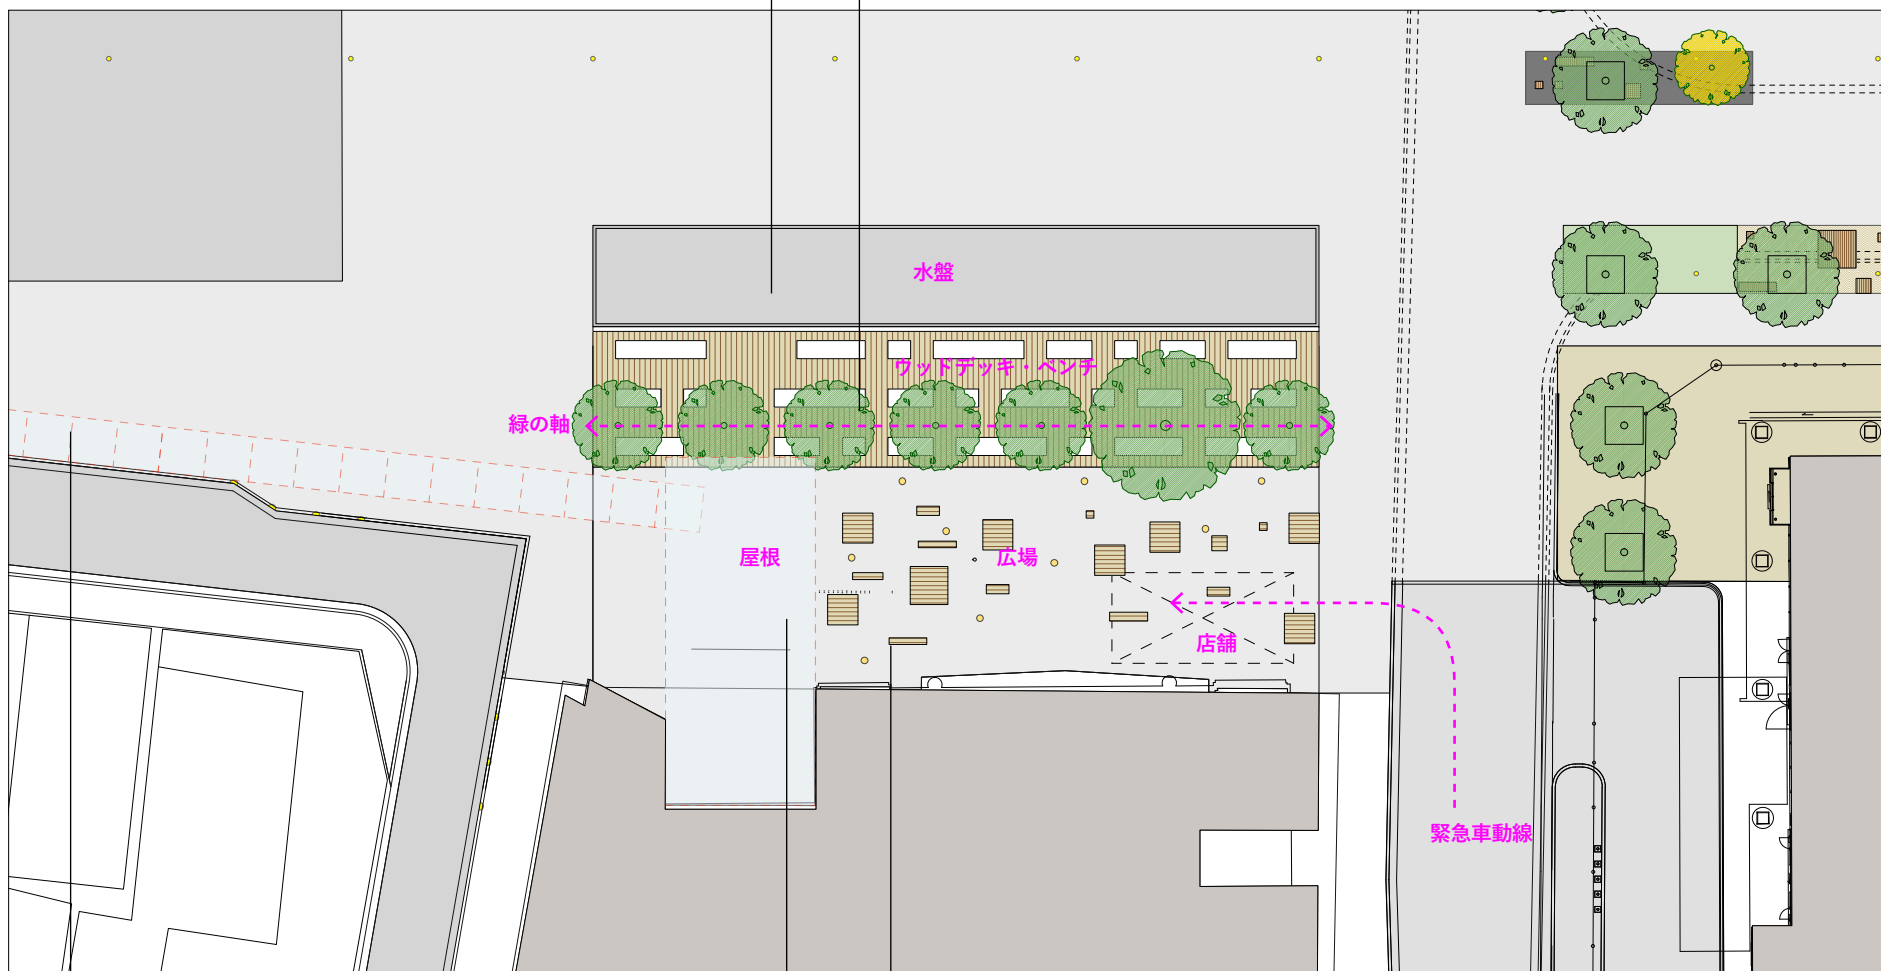 水盤
ウッドデッキ・ベンチ
緑の軸
屋根
広場
店舗
緊急車動線